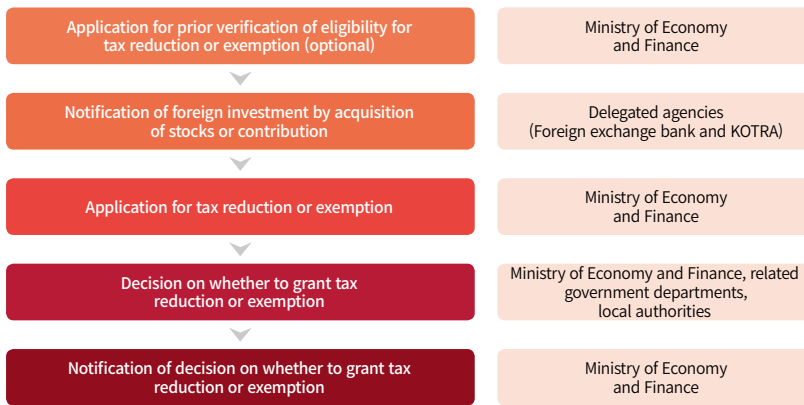 Application for prior verification of eligibility for
tax reduction or exemption (optional)
Ministry of Economy
and Finance
Notification of foreign investment by acquisition
of stocks or contribution
Delegated agencies
(Foreign exchange bank and KOTRA)
Application for tax reduction or exemption
Ministry of Economy
and Finance
Decision on whether to grant tax
reduction or exemption
Ministry of Economy and Finance, related
government departments,
local authorities
Notification of decision on whether to grant tax
reduction or exemption
Ministry of Economy
and Finance